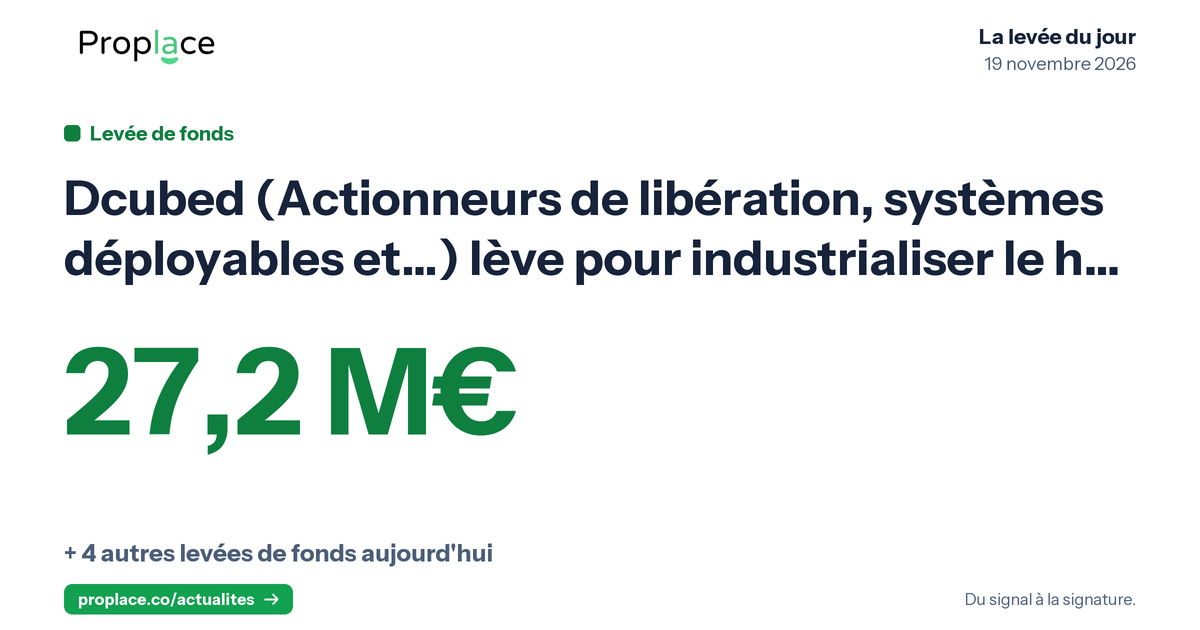 Proplace
La levée du jour
19 novembre 2026
Levée de fonds
Dcubed (Actionneurs de libération, systèmes
déployables et...) lève pour industrialiser le h...
27,2 M€
+ 4 autres levées de fonds aujourd'hui
proplace.co/actualites →
Du signal à la signature.